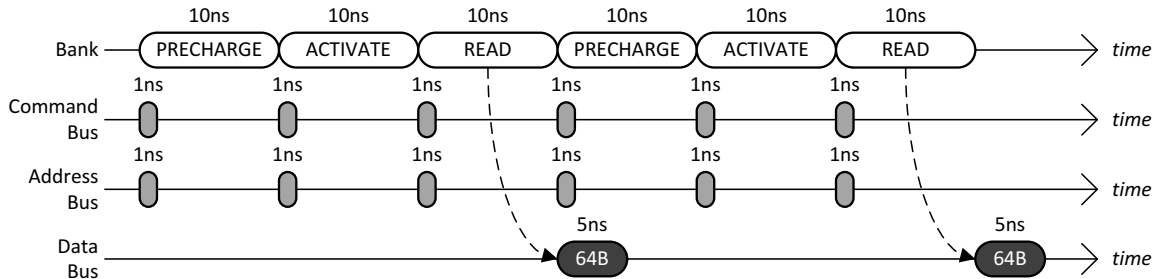 10ns 10ns 10ns 10ns 10ns 10ns
Bank PRECHARGE ACTIVATE READ PRECHARGE ACTIVATE READ time
1ns 1ns 1ns 1ns 1ns 1ns
Command
Bus
time
1ns 1ns 1ns 1ns 1ns 1ns
Address
Bus
time
5ns 5ns
Data
Bus
64B 64B time